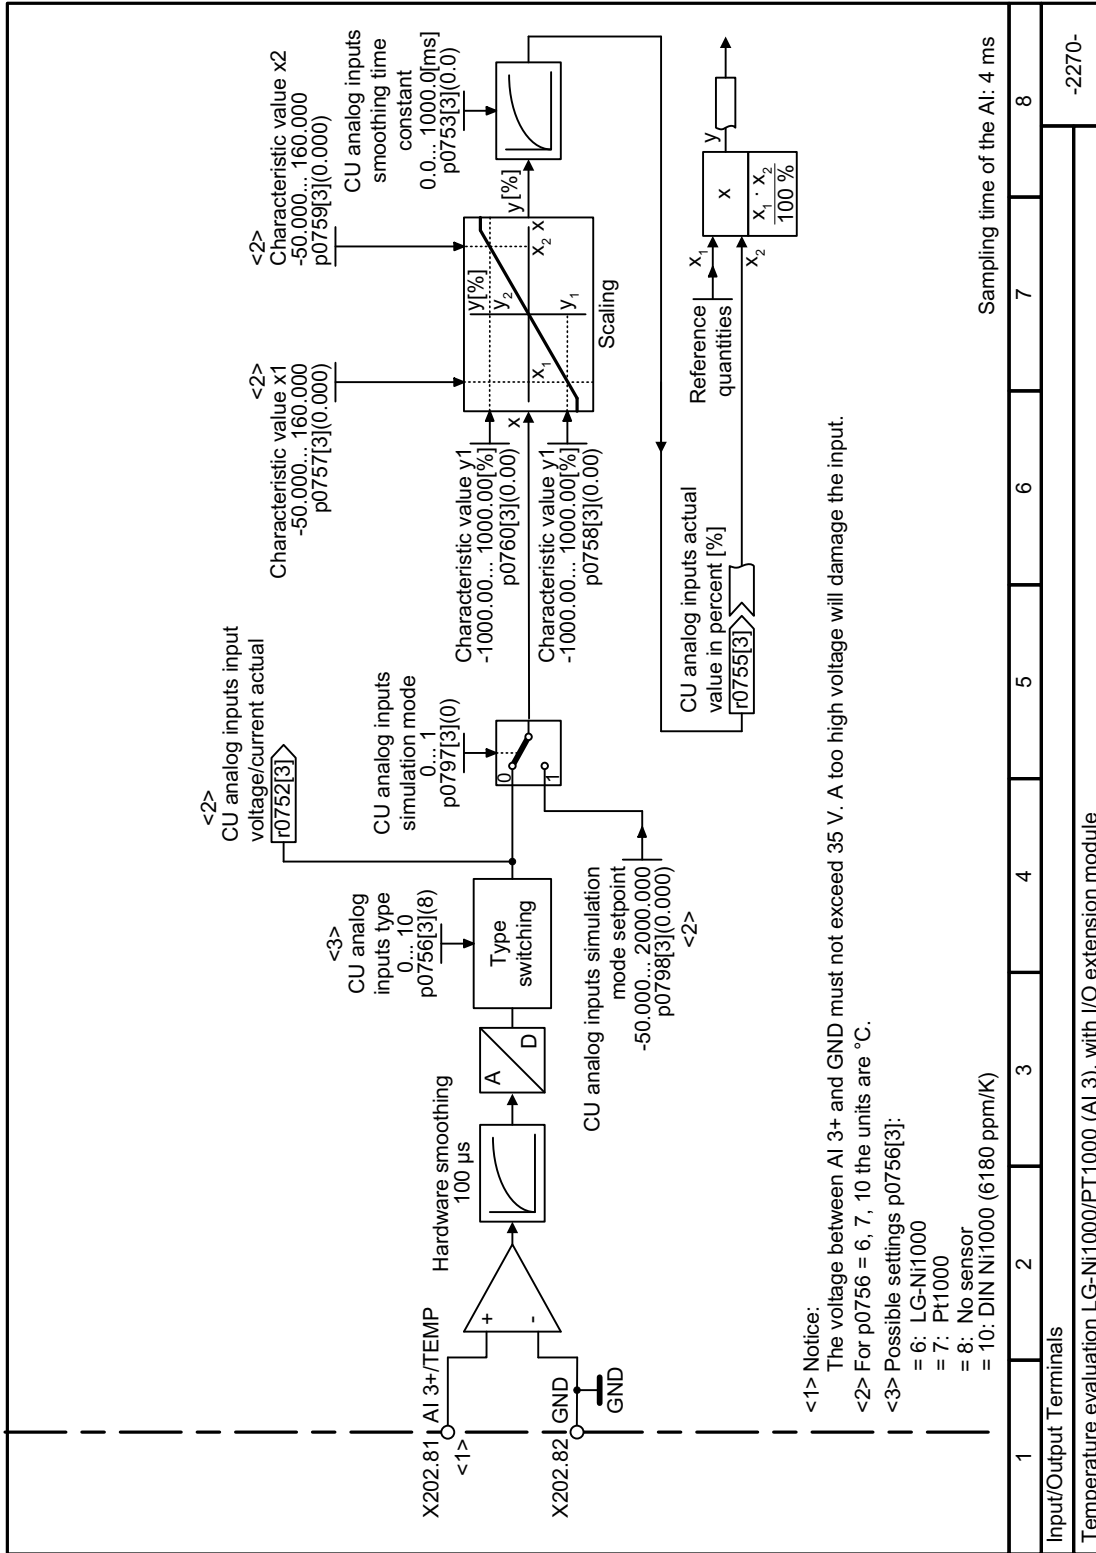 <2>
CU analog inputs input
voltage/current actual
r0752[3]
<2>
Characteristic value x1
-50.000... 160.000
p0757[3](0.000)
<2>
Characteristic value x2
-50.000... 160.000
p0759[3](0.000)
<3>
CU analog
inputs type
0... 10
p0756[3](8)
CU analog inputs
simulation mode
0... 1
p0797[3](0)
CU analog inputs
smoothing time
constant
0.0... 1000.0[ms]
p0753[3](0.0)
Characteristic value y1
-1000.00... 1000.00[%]
p0760[3](0.00)
Characteristic value y1
-1000.00... 1000.00[%]
p0758[3](0.00)
X202.81
AI 3+/TEMP
<1>
X202.82
GND
GND
+
-
Hardware smoothing
100 µs
A
D
Type
switching
0
1
x
y[%]
y2
x1
x2
x
y1
y [%]
Scaling
CU analog inputs simulation
mode setpoint
-50.000... 2000.000
p0798[3](0.000)
<2>
CU analog inputs actual
value in percent [%]
r0755[3]
Reference
quantities
x1
x2
x
x1 · x2
100 %
y
<1> Notice:
The voltage between AI 3+ and GND must not exceed 35 V. A too high voltage will damage the input.
<2> For p0756 = 6, 7, 10 the units are °C.
<3> Possible settings p0756[3]:
= 6: LG-Ni1000
= 7: Pt1000
= 8: No sensor
= 10: DIN Ni1000 (6180 ppm/K)
Sampling time of the AI: 4 ms
1 2 3 4 5 6 7 8
Input/Output Terminals
-2270-
Temperature evaluation LG-Ni1000/PT1000 (AI 3), with I/O extension module